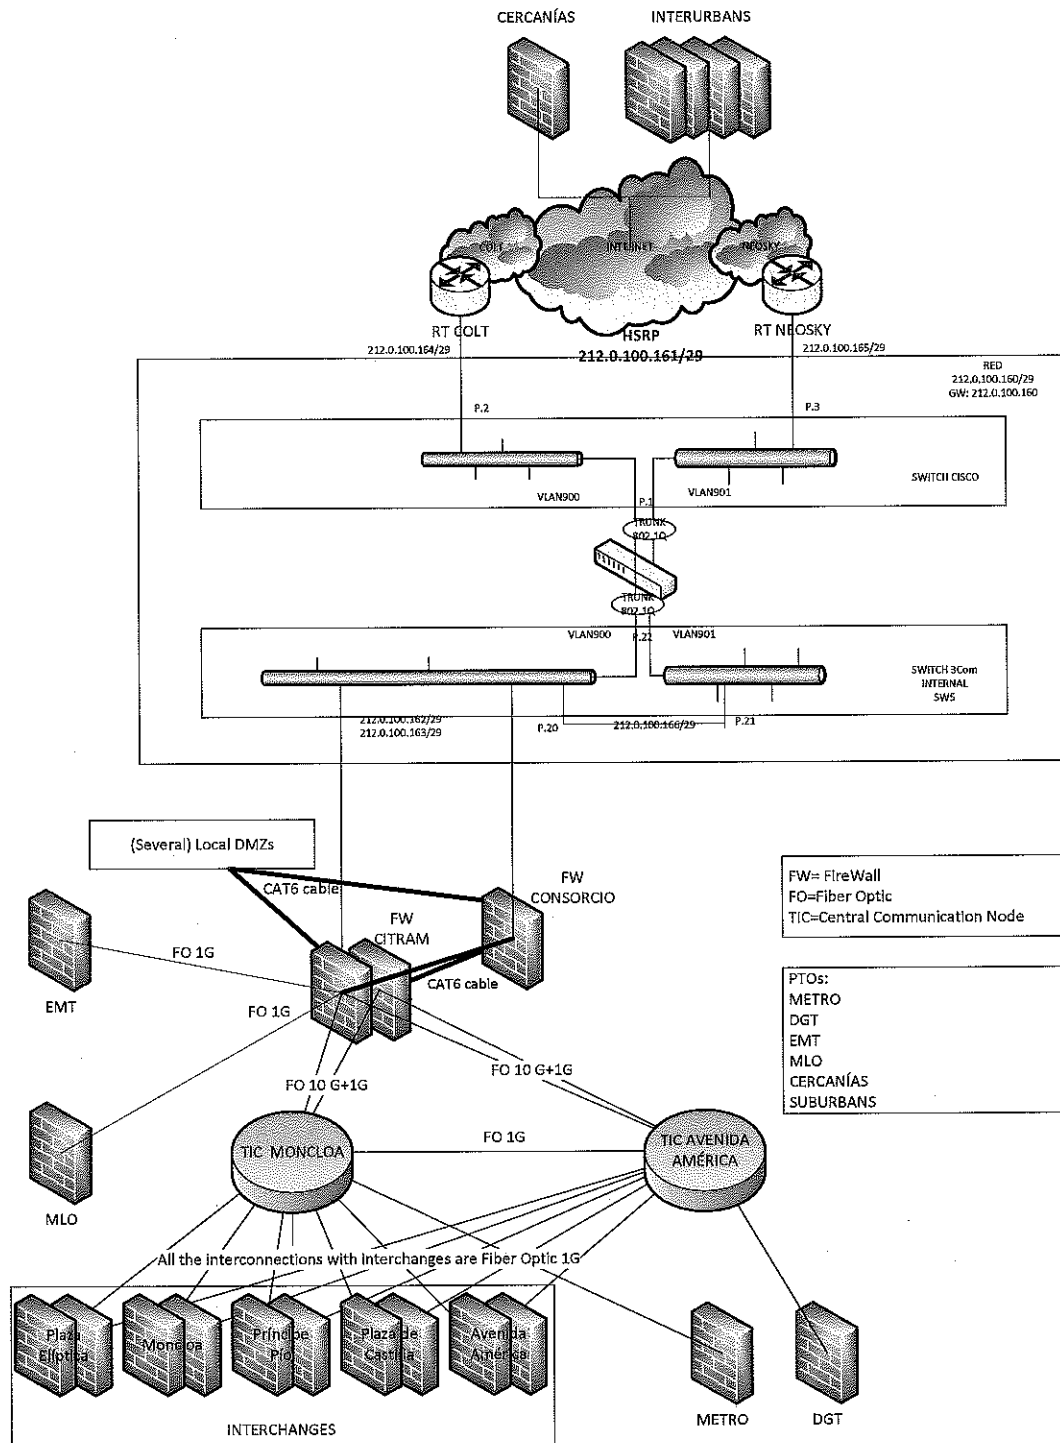 CERCANÍAS
INTERURBANS
COLT
INTERNET
NEOSKY
RT COLT
HSRP
RT NEOSKY
212.0.100.164/29
212.0.100.161/29
212.0.100.165/29
RED
212.0.100.160/29
GW: 212.0.100.160
P.2
P.3
SWITCH CISCO
VLAN900
P.1
VLAN901
TRUNK
802.1Q
TRUNK
802.1Q
VLAN900
P.22
VLAN901
SWITCH 3Com
INTERNAL
SW5
212.0.100.162/29
212.0.100.163/29
P.20
212.0.100.166/29
P.21
(Several) Local DMZs
CAT6 cable
FW
CONSORCIO
FW
CITRAM
FW= FireWall
FO=Fiber Optic
TIC=Central Communication Node
FO 1G
EMT
CAT6 cable
FO 1G
PTOs:
METRO
DGT
EMT
MLO
CERCANÍAS
SUBURBANS
FO 10 G+1G
FO 10 G+1G
TIC MONCLOA
FO 1G
TIC AVENIDA
AMÉRICA
MLO
All the interconnections with interchanges are Fiber Optic 1G
Plaza
Elíptica
Moncloa
Príncipe
Pío
Plaza de
Castilla
Avenida
América
INTERCHANGES
METRO
DGT